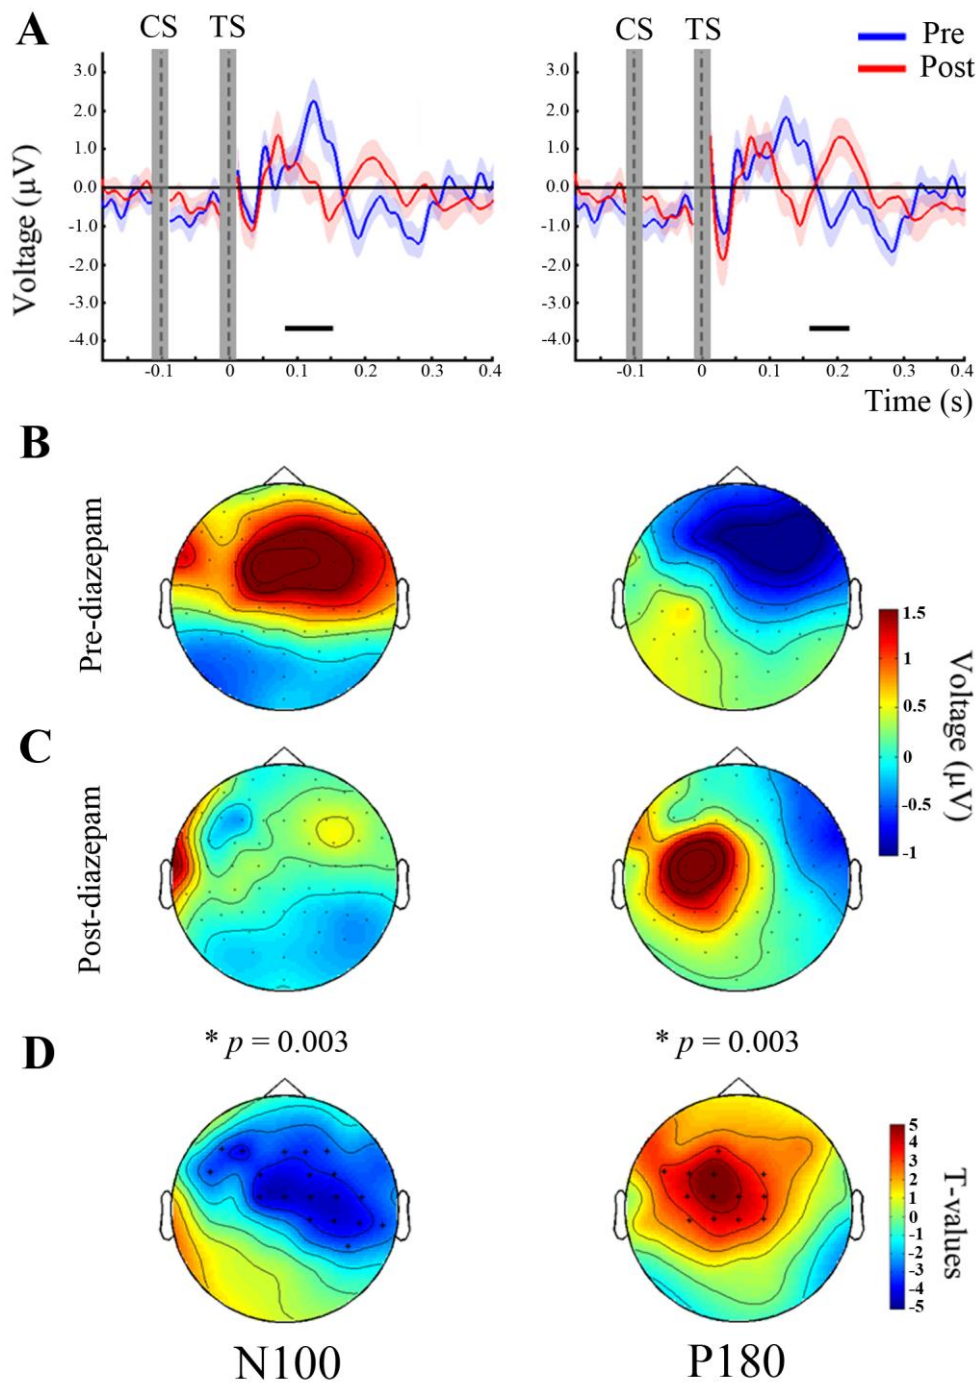 A
CS TS
CS TS
Pre
Post
Voltage (µV)
3.0
2.0
1.0
0.0
-1.0
-2.0
-3.0
-4.0
-0.1 0 0.1 0.2 0.3 0.4
3.0
2.0
1.0
0.0
-1.0
-2.0
-3.0
-4.0
-0.1 0 0.1 0.2 0.3 0.4
Time (s)
B
Pre-diazepam
1.5
1
0.5
0
-0.5
-1
Voltage (µV)
C
Post-diazepam
D
* p = 0.003
* p = 0.003
5
4
3
2
1
0
-1
-2
-3
-4
-5
T-values
N100
P180